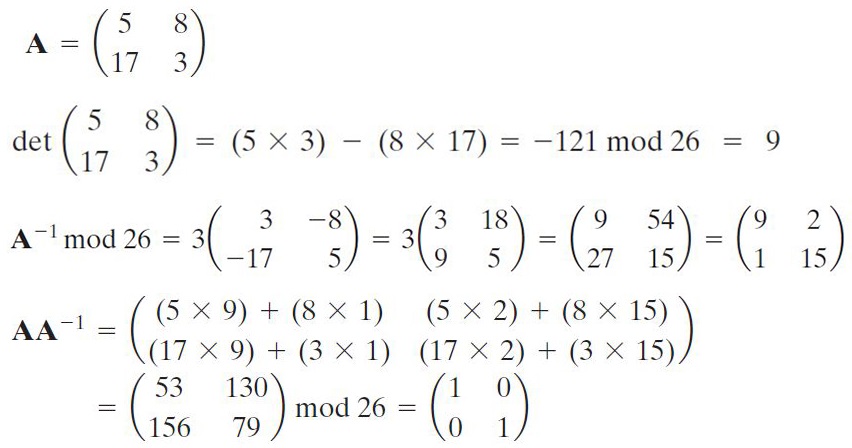 A = ( 5 8
17 3 )
det ( 5 8
17 3 ) = (5 × 3) − (8 × 17) = −121 mod 26 = 9
A⁻¹ mod 26 = 3( 3 −8
−17 5 ) = 3( 3 18
9 5 ) = ( 9 54
27 15 ) = ( 9 2
1 15 )
AA⁻¹ = ( (5 × 9) + (8 × 1) (5 × 2) + (8 × 15)
(17 × 9) + (3 × 1) (17 × 2) + (3 × 15) )
= ( 53 130
156 79 ) mod 26 = ( 1 0
0 1 )